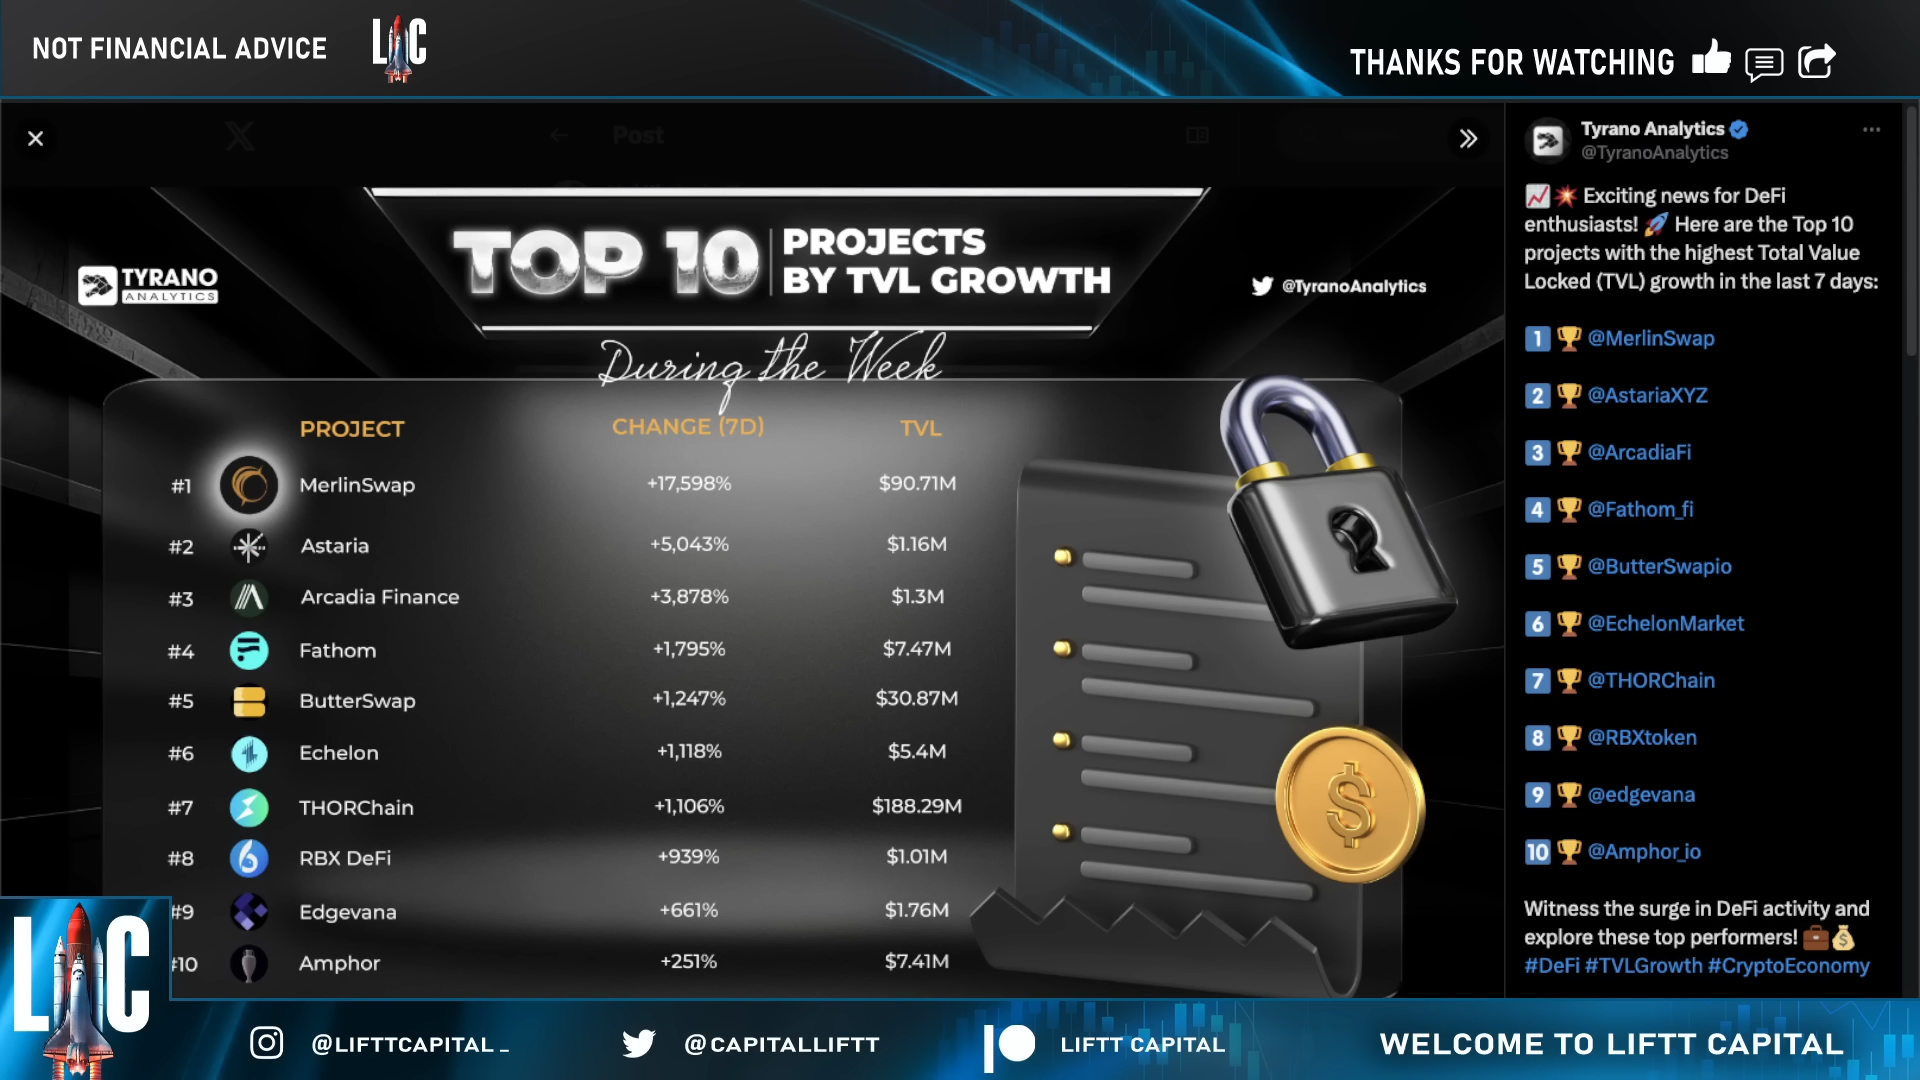 NOT FINANCIAL ADVICE
LC
THANKS FOR WATCHING
Post
TYRANO
ANALYTICS
TOP 10
PROJECTS
BY TVL GROWTH
@TyranoAnalytics
During the Week
PROJECT CHANGE (7D) TVL
#1 MerlinSwap +17,598% $90.71M
#2 Astaria +5,043% $1.16M
#3 Arcadia Finance +3,878% $1.3M
#4 Fathom +1,795% $7.47M
#5 ButterSwap +1,247% $30.87M
#6 Echelon +1,118% $5.4M
#7 THORChain +1,106% $188.29M
#8 RBX DeFi +939% $1.01M
#9 Edgevana +661% $1.76M
#10 Amphor +251% $7.41M
$
Tyrano Analytics
@TyranoAnalytics
📈💥 Exciting news for DeFi
enthusiasts! 🚀 Here are the Top 10
projects with the highest Total Value
Locked (TVL) growth in the last 7 days:
1 🏆 @MerlinSwap
2 🏆 @AstariaXYZ
3 🏆 @ArcadiaFi
4 🏆 @Fathom_fi
5 🏆 @ButterSwapio
6 🏆 @EchelonMarket
7 🏆 @THORChain
8 🏆 @RBXtoken
9 🏆 @edgevana
10 🏆 @Amphor_io
Witness the surge in DeFi activity and
explore these top performers! 💼💰
#DeFi #TVLGrowth #CryptoEconomy
LC
@LIFTTCAPITAL_
@CAPITALLIFTT
LIFTT CAPITAL
WELCOME TO LIFTT CAPITAL